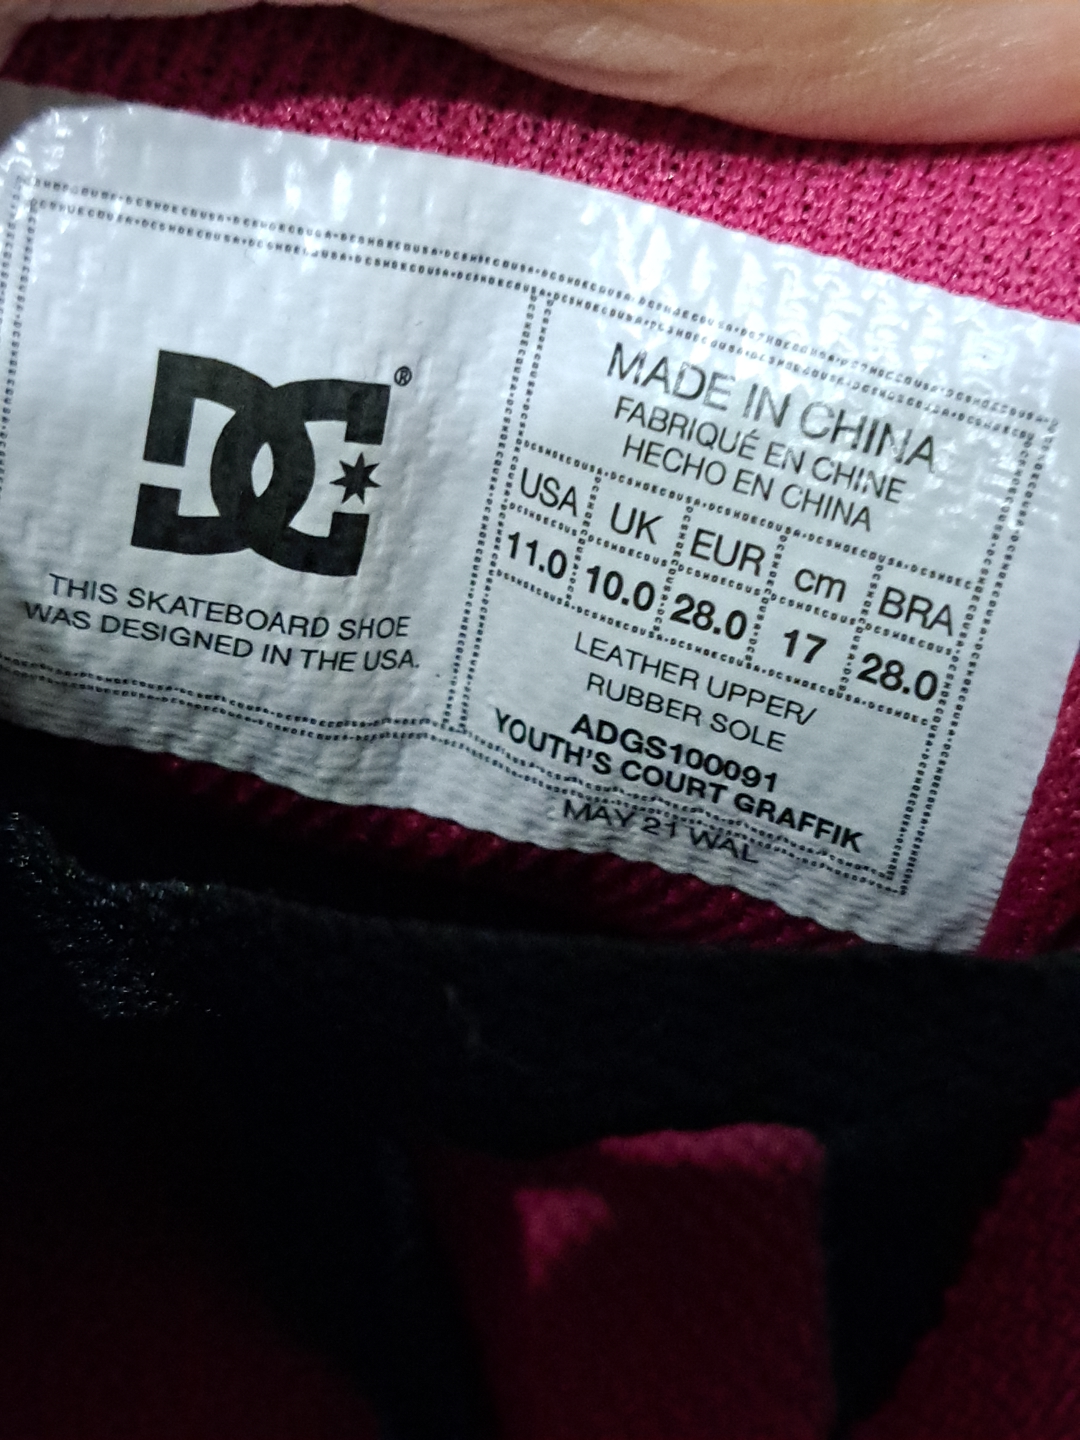 DC®
THIS SKATEBOARD SHOE
WAS DESIGNED IN THE USA.
MADE IN CHINA
FABRIQUÉ EN CHINE
HECHO EN CHINA
USA UK EUR cm BRA
11.0 10.0 28.0 17 28.0
LEATHER UPPER/
RUBBER SOLE
ADGS100091
YOUTH'S COURT GRAFFIK
MAY 21 WAL